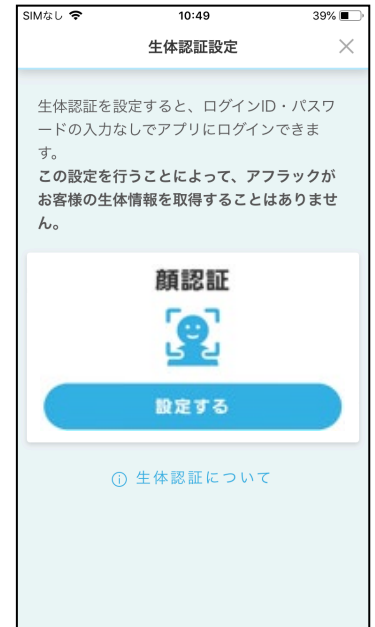 SIMなし 10:49 39%
生体認証設定
生体認証を設定すると、ログインID・パスワ
ードの入力なしでアプリにログインできま
す。
この設定を行うことによって、アフラックが
お客様の生体情報を取得することはありませ
ん。
顔認証
設定する
生体認証について